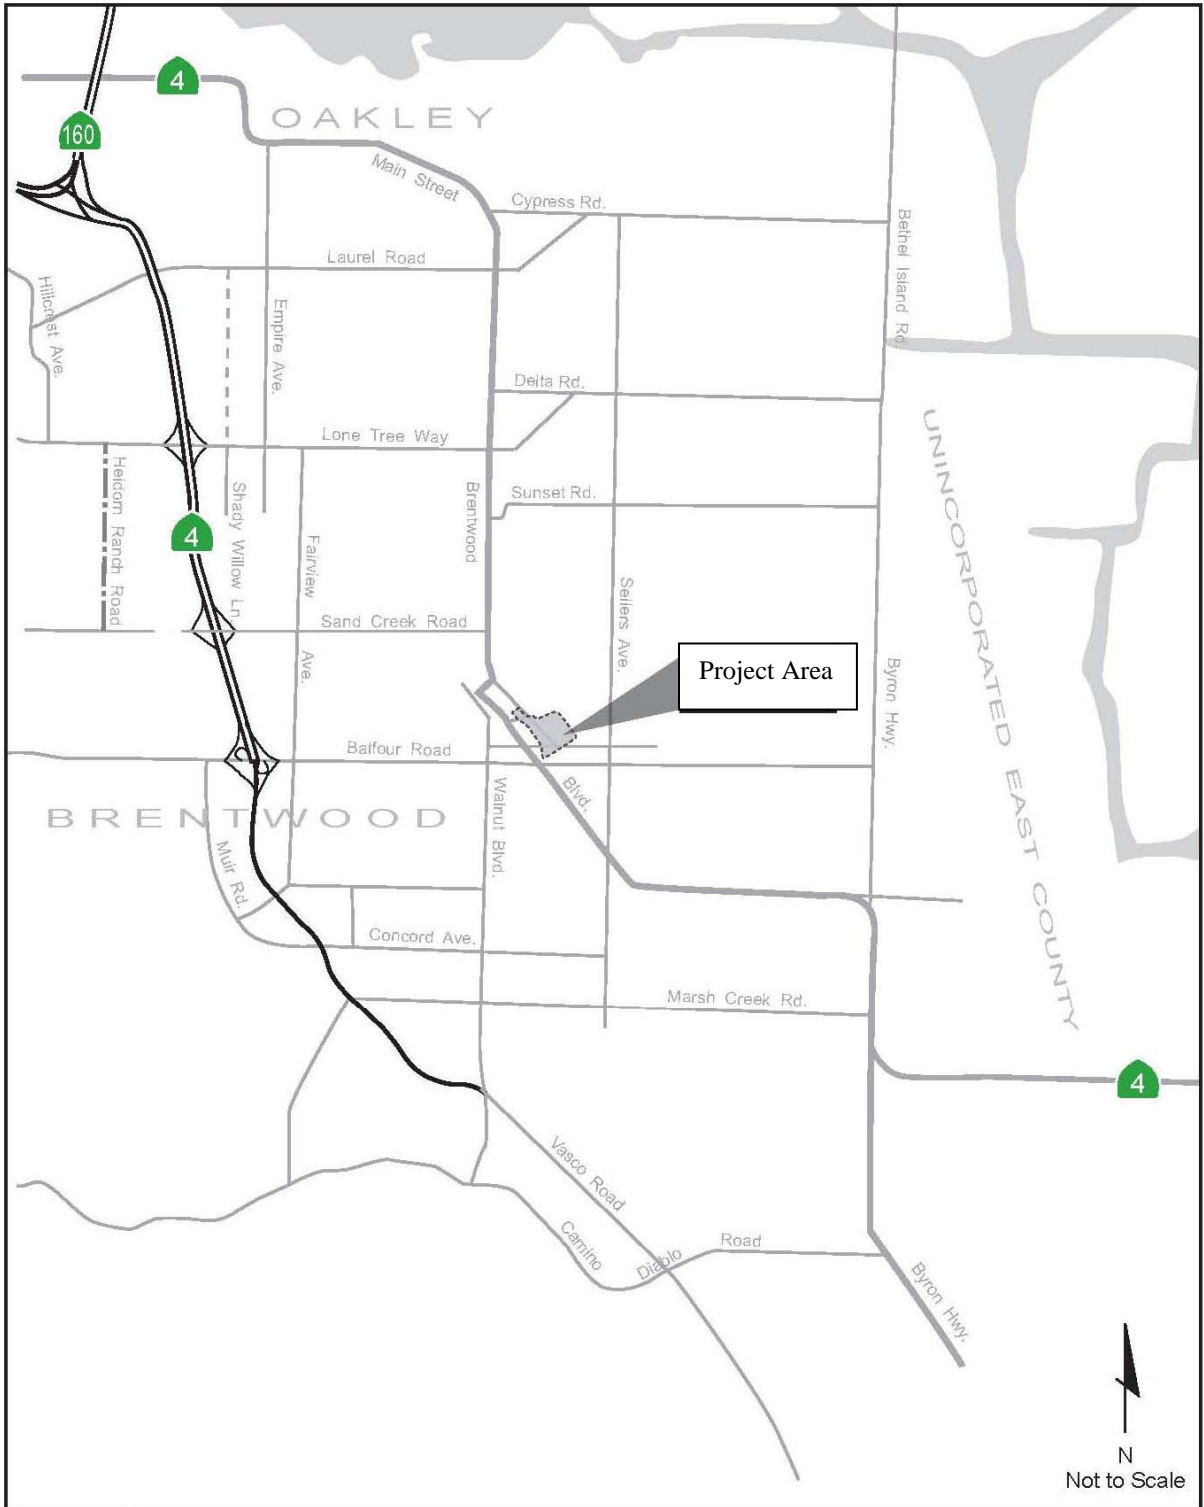 4
OAKLEY
160
Main Street
Cypress Rd.
Bethel Island Rd.
Laurel Road
Hillcrest Ave.
Empire Ave.
Delta Rd.
Lone Tree Way
UNINCORPORATED EAST COUNTY
Heidorn Ranch Road
Shady Willow Ln
Brentwood
Sunset Rd.
4
Fairview
Sellers Ave.
Sand Creek Road
Ave.
Project Area
Byron Hwy.
Balfour Road
Walnut Blvd.
Blvd.
BRENTWOOD
Muir Rd.
Concord Ave.
Marsh Creek Rd.
4
Vasco Road
Camino
Diablo
Road
Byron Hwy.
N
Not to Scale